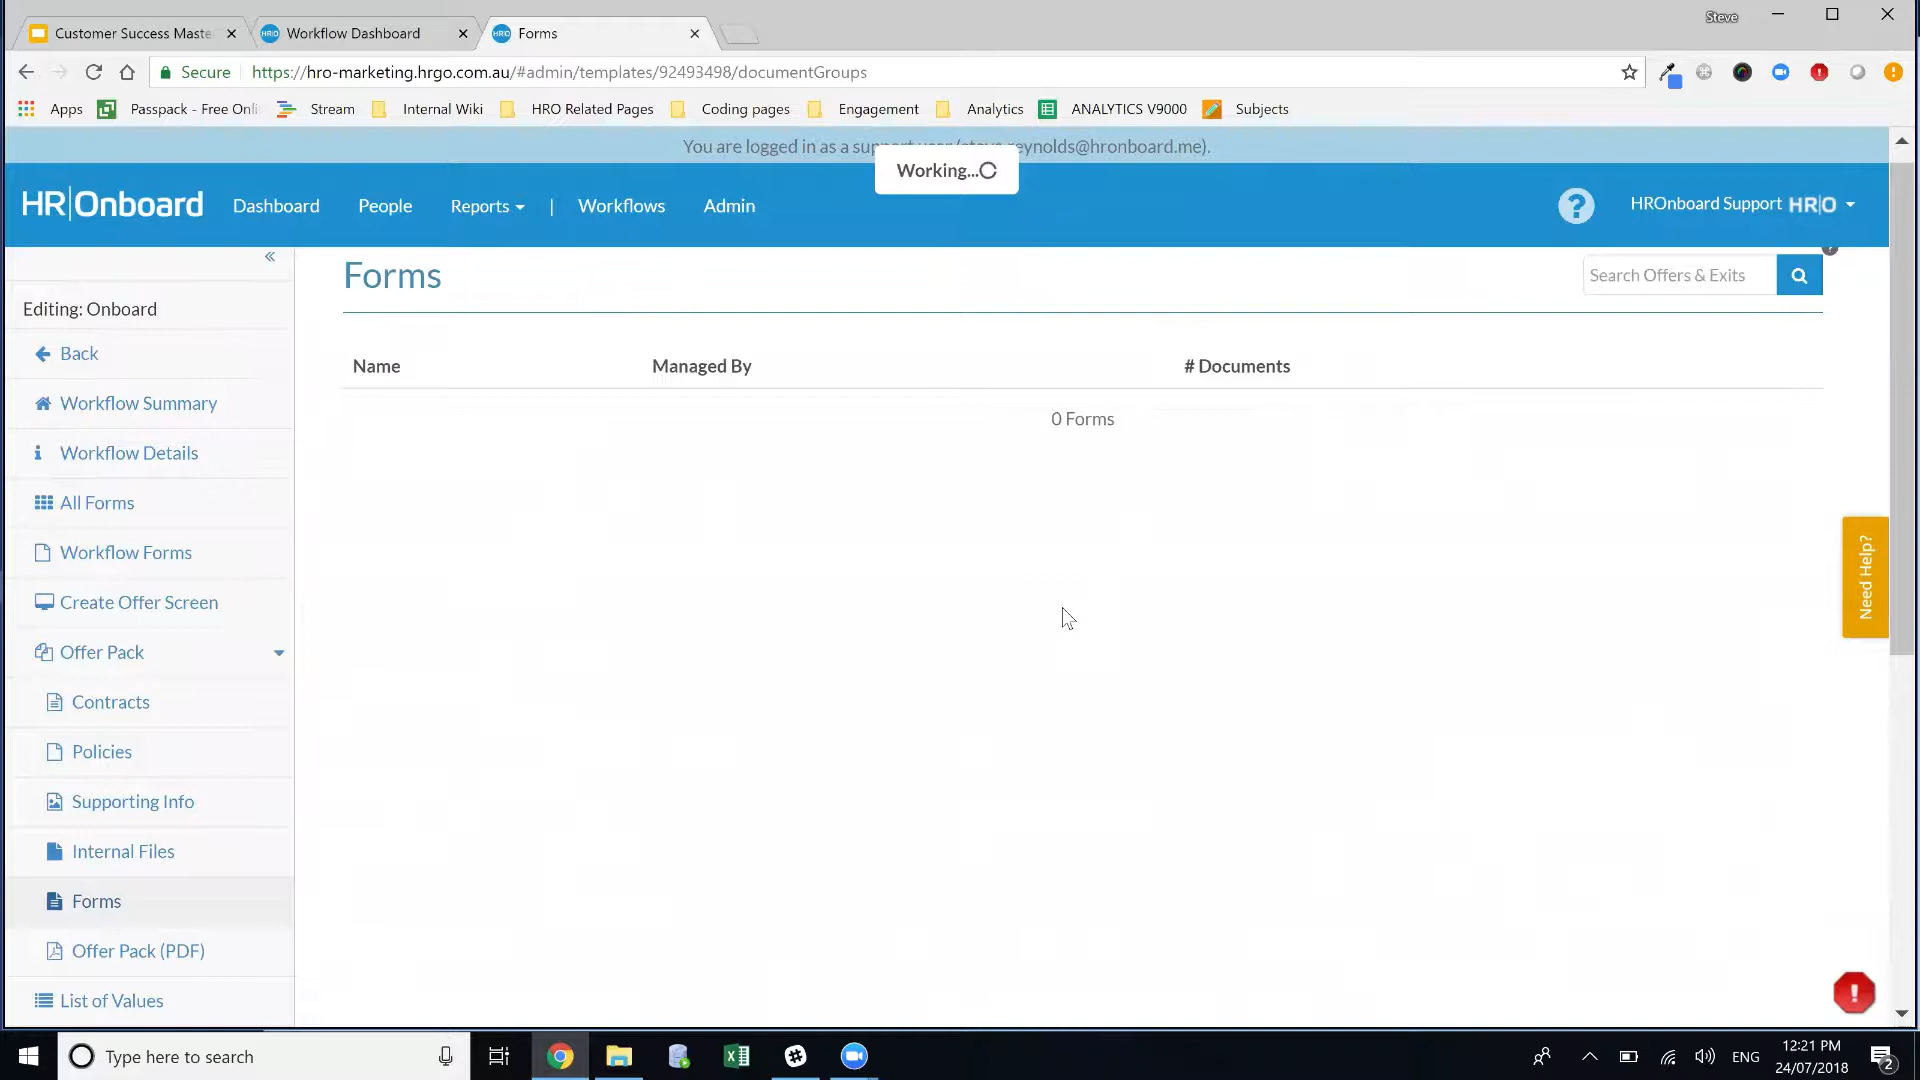 Customer Success Maste
Workflow Dashboard
Forms
Steve
Secure
https://hro-marketing.hrgo.com.au/#admin/templates/92493498/documentGroups
Apps
Passpack - Free Onli
Stream
Internal Wiki
HRO Related Pages
Coding pages
Engagement
Analytics
ANALYTICS V9000
Subjects
You are logged in as a support user eynolds@hronboard.me).
Working...
HR|Onboard
Dashboard
People
Reports
|
Workflows
Admin
?
HROnboard Support HR|O
Editing: Onboard
Back
Workflow Summary
Workflow Details
All Forms
Workflow Forms
Create Offer Screen
Offer Pack
Contracts
Policies
Supporting Info
Internal Files
Forms
Offer Pack (PDF)
List of Values
Forms
Search Offers & Exits
Name
Managed By
# Documents
0 Forms
Need Help?
Type here to search
ENG
12:21 PM
24/07/2018
2